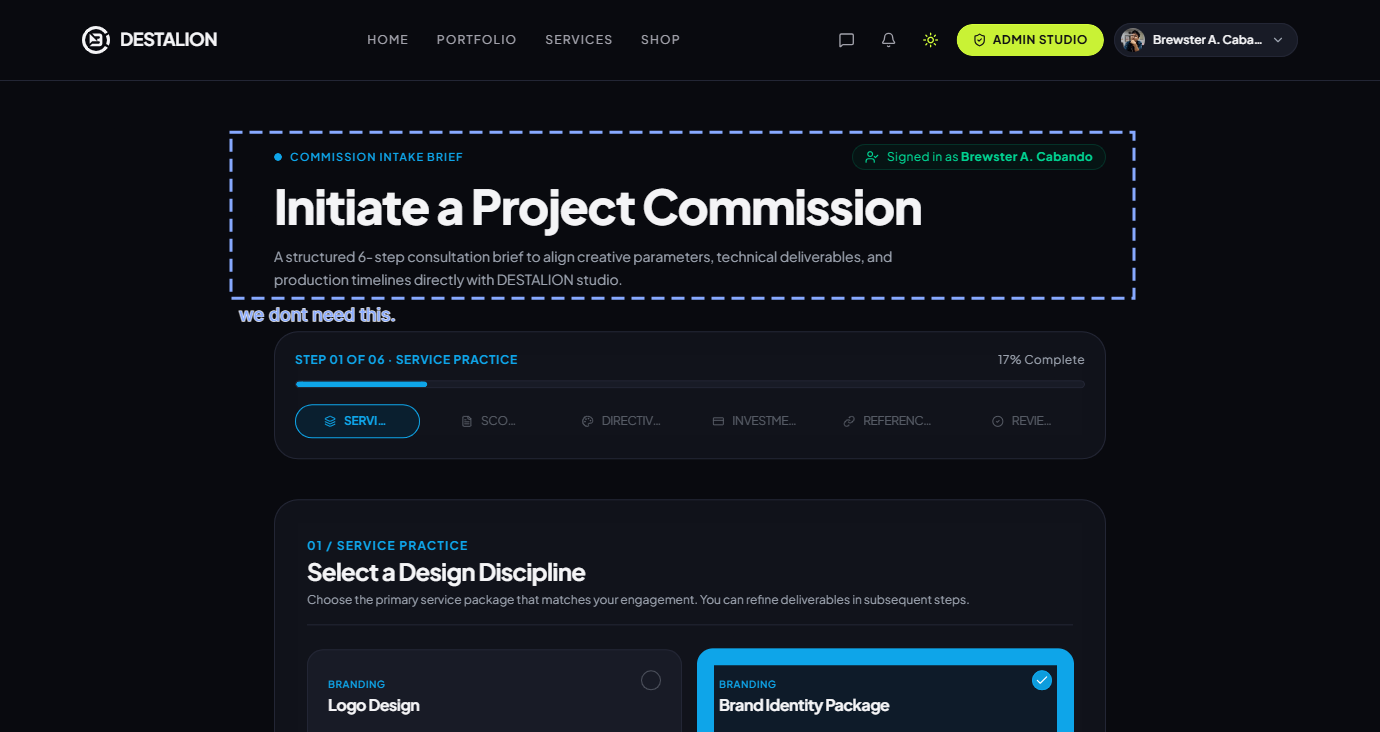 DESTALION
HOME PORTFOLIO SERVICES SHOP
ADMIN STUDIO
Brewster A. Caba...
COMMISSION INTAKE BRIEF
Signed in as Brewster A. Cabando
Initiate a Project Commission
A structured 6-step consultation brief to align creative parameters, technical deliverables, and
production timelines directly with DESTALION studio.
we dont need this.
STEP 01 OF 06 · SERVICE PRACTICE
17% Complete
SERVI... SCO... DIRECTIV... INVESTME... REFERENC... REVIE...
01 / SERVICE PRACTICE
Select a Design Discipline
Choose the primary service package that matches your engagement. You can refine deliverables in subsequent steps.
BRANDING
Logo Design
BRANDING
Brand Identity Package